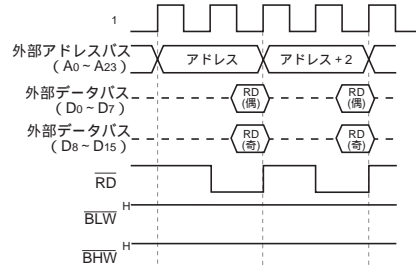 1
外部アドレスバス
（A0 ~ A23）
アドレス
アドレス+2
外部データバス
（D0 ~ D7）
RD
(偶)
RD
(偶)
外部データバス
（D8 ~ D15）
RD
(奇)
RD
(奇)
RD
H
BLW
H
BHW